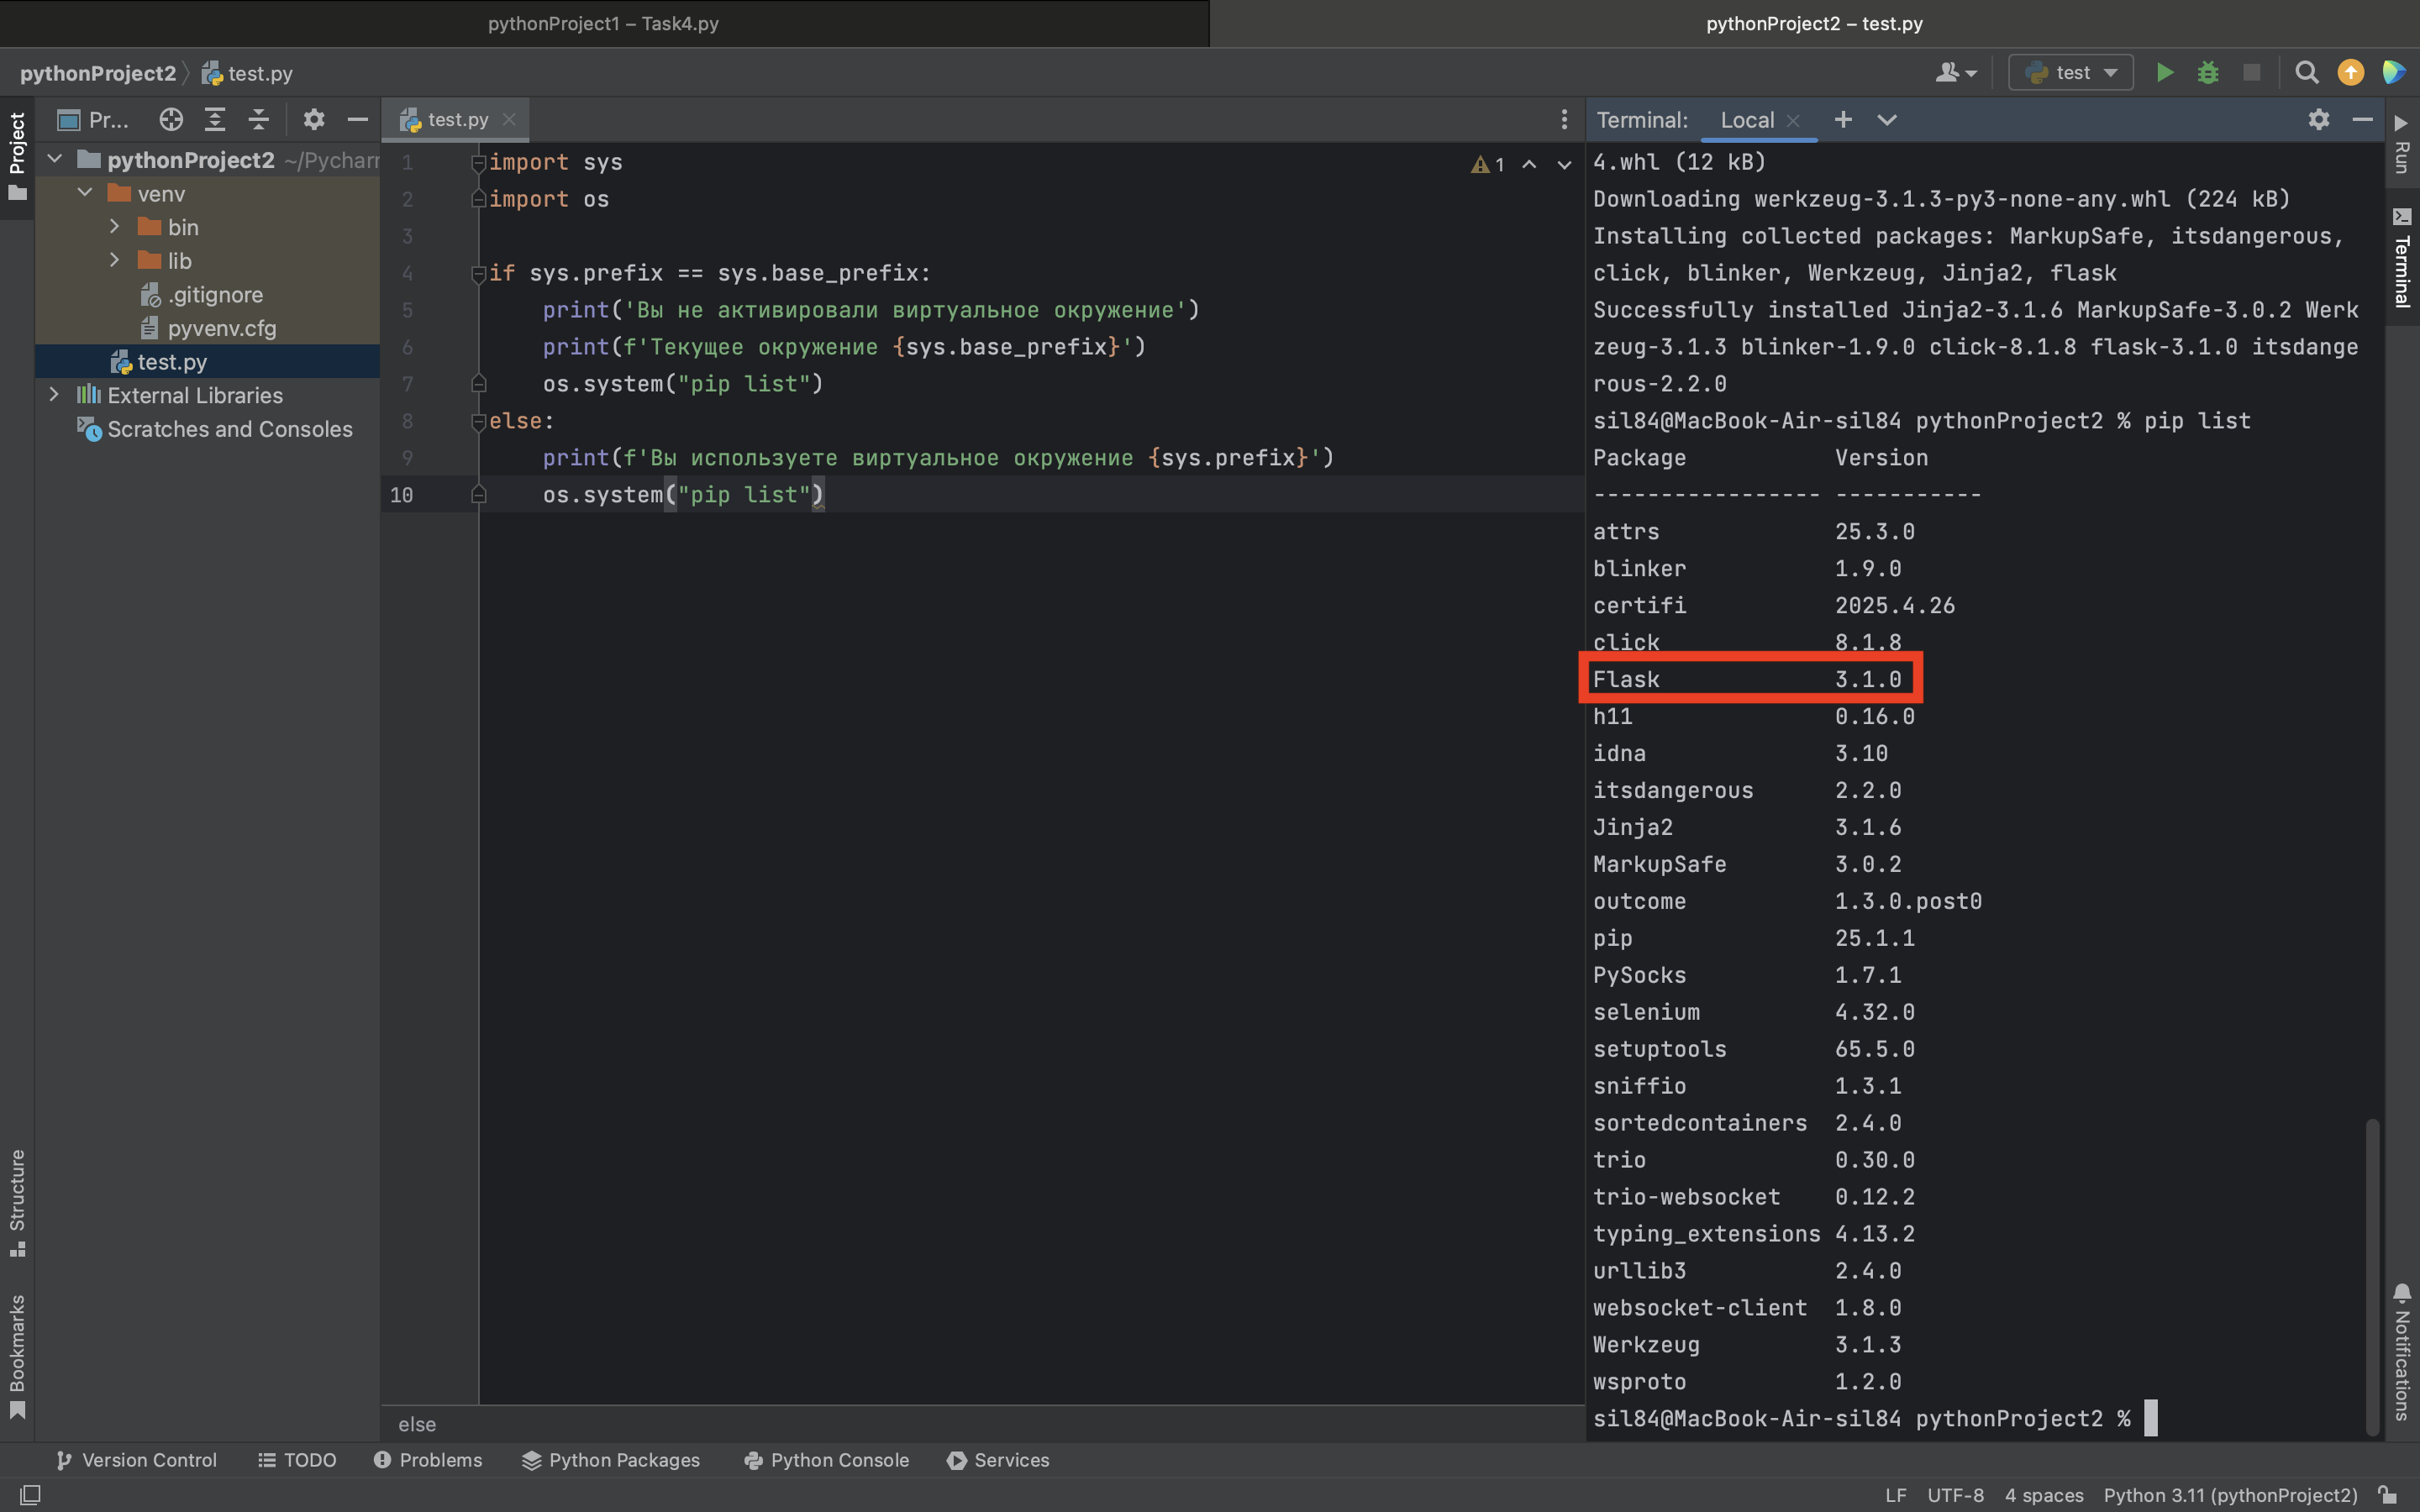 pythonProject1 – Task4.py
pythonProject2 – test.py
pythonProject2
test.py
test
Project
Pr...
test.py
Terminal:
Local
Run
Terminal
pythonProject2 ~/Pycharm
venv
bin
lib
.gitignore
pyvenv.cfg
test.py
External Libraries
Scratches and Consoles
1 import sys
2 import os
3
4 if sys.prefix == sys.base_prefix:
5 print('Вы не активировали виртуальное окружение')
6 print(f'Текущее окружение {sys.base_prefix}')
7 os.system("pip list")
8 else:
9 print(f'Вы используете виртуальное окружение {sys.prefix}')
10 os.system("pip list")
1
4.whl (12 kB)
Downloading werkzeug-3.1.3-py3-none-any.whl (224 kB)
Installing collected packages: MarkupSafe, itsdangerous,
click, blinker, Werkzeug, Jinja2, flask
Successfully installed Jinja2-3.1.6 MarkupSafe-3.0.2 Werk
zeug-3.1.3 blinker-1.9.0 click-8.1.8 flask-3.1.0 itsdange
rous-2.2.0
sil84@MacBook-Air-sil84 pythonProject2 % pip list
Package Version
----------------- -----------
attrs 25.3.0
blinker 1.9.0
certifi 2025.4.26
click 8.1.8
Flask 3.1.0
h11 0.16.0
idna 3.10
itsdangerous 2.2.0
Jinja2 3.1.6
MarkupSafe 3.0.2
outcome 1.3.0.post0
pip 25.1.1
PySocks 1.7.1
selenium 4.32.0
setuptools 65.5.0
sniffio 1.3.1
sortedcontainers 2.4.0
trio 0.30.0
trio-websocket 0.12.2
typing_extensions 4.13.2
urllib3 2.4.0
websocket-client 1.8.0
Werkzeug 3.1.3
wsproto 1.2.0
sil84@MacBook-Air-sil84 pythonProject2 %
Structure
Bookmarks
Notifications
else
Version Control
TODO
Problems
Python Packages
Python Console
Services
LF UTF-8 4 spaces Python 3.11 (pythonProject2)